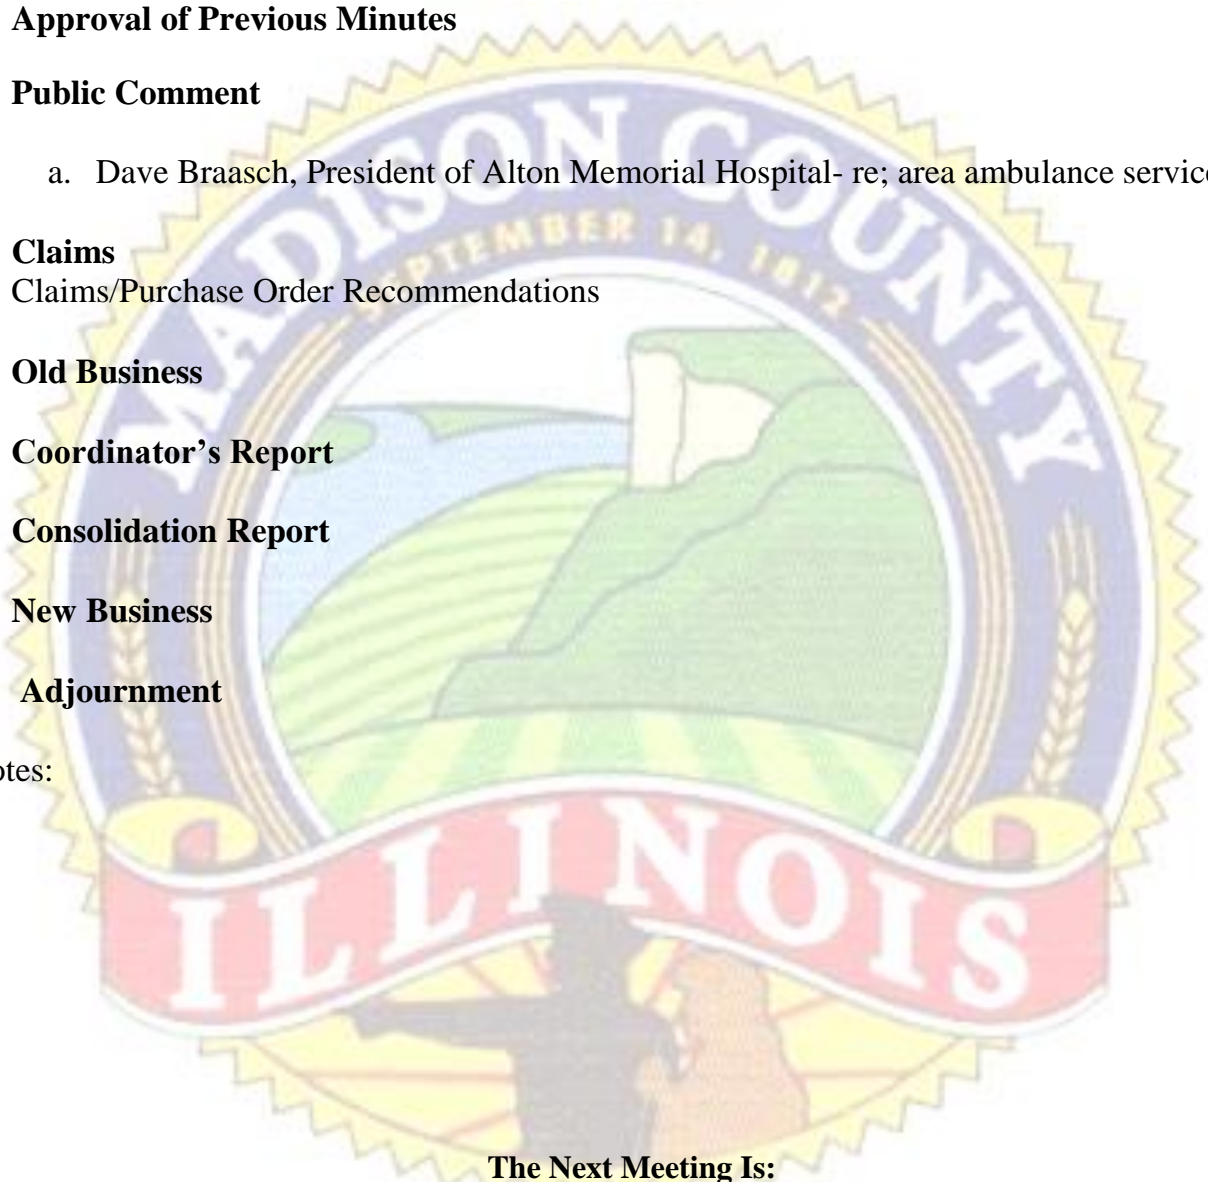 Approval of Previous Minutes
Public Comment
a. Dave Braasch, President of Alton Memorial Hospital- re; area ambulance service
Claims
Claims/Purchase Order Recommendations
Old Business
Coordinator’s Report
Consolidation Report
New Business
Adjournment
otes:
The Next Meeting Is:
MADISON COUNTY
SEPTEMBER 14, 1812
ILLINOIS